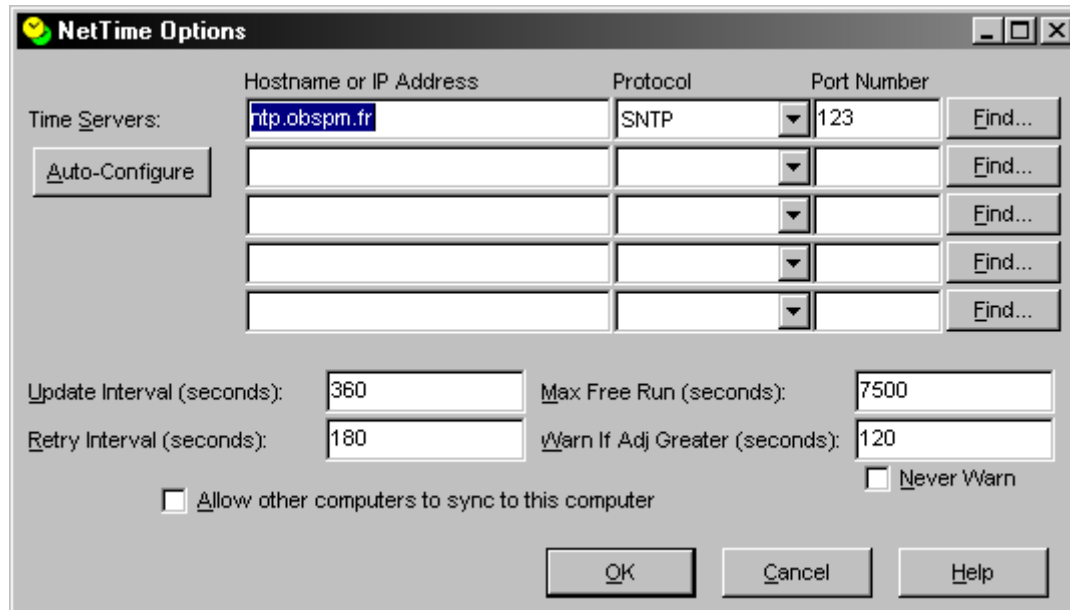 NetTime Options
Hostname or IP Address Protocol Port Number
Time Servers: ntp.obspm.fr SNTP 123 Find...
Auto-Configure Find...
Find...
Find...
Find...
Update Interval (seconds): 360 Max Free Run (seconds): 7500
Retry Interval (seconds): 180 Warn If Adj Greater (seconds): 120
Never Warn
Allow other computers to sync to this computer
OK Cancel Help